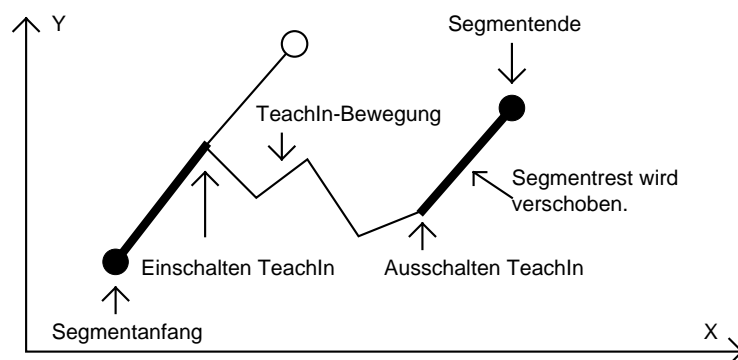 Y
Segmentende
TeachIn-Bewegung
Segmentrest wird
verschoben.
Einschalten TeachIn
Ausschalten TeachIn
Segmentanfang
X